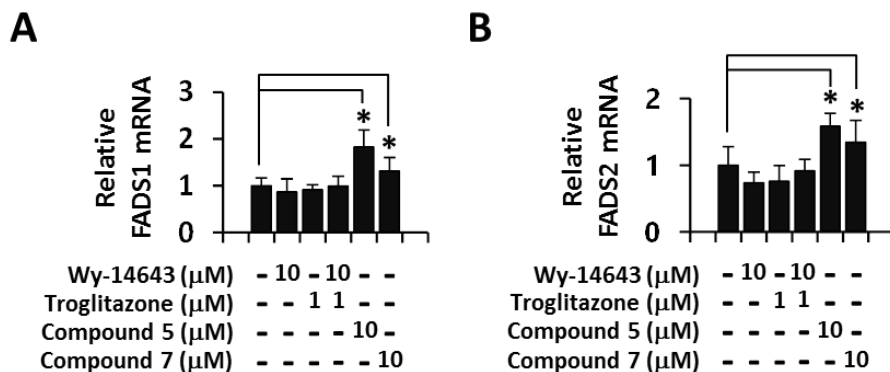 A
Relative
FADS1 mRNA
3
2
1
0
*
*
Wy-14643 (μM) - 10 - 10 - -
Troglitazone (μM) - - 1 1 - -
Compound 5 (μM) - - - - 10 -
Compound 7 (μM) - - - - - 10
B
Relative
FADS2 mRNA
2
1
0
*
*
Wy-14643 (μM) - 10 - 10 - -
Troglitazone (μM) - - 1 1 - -
Compound 5 (μM) - - - - 10 -
Compound 7 (μM) - - - - - 10